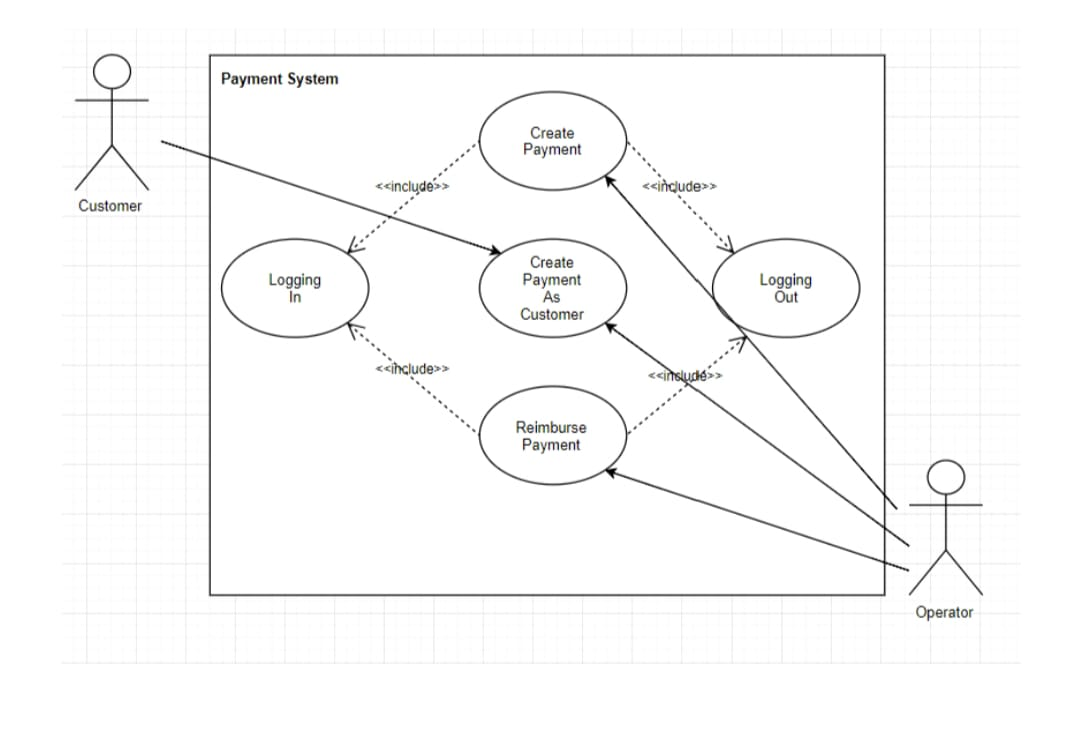 Payment System
Create
Payment
<<include>>
<<include>>
Customer
Logging
In
Create
Payment
As
Customer
Logging
Out
<<include>>
<<include>>
Reimburse
Payment
Operator